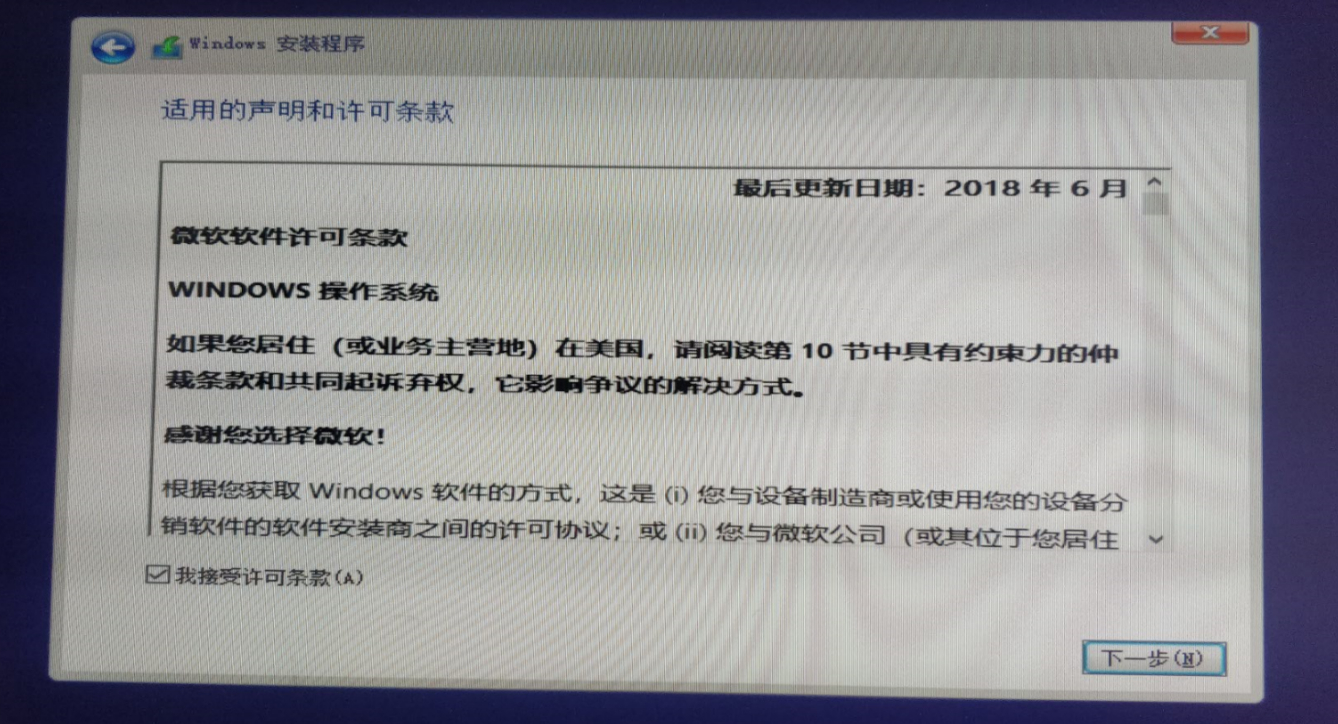 Windows 安装程序
适用的声明和许可条款
最后更新日期：2018 年 6 月
微软软件许可条款
WINDOWS 操作系统
如果您居住（或业务主营地）在美国，请阅读第 10 节中具有约束力的仲
裁条款和共同起诉弃权，它影响争议的解决方式。
感谢您选择微软！
根据您获取 Windows 软件的方式，这是 (i) 您与设备制造商或使用您的设备分
销软件的软件安装商之间的许可协议；或 (ii) 您与微软公司（或其位于您居住
我接受许可条款(A)
下一步(N)